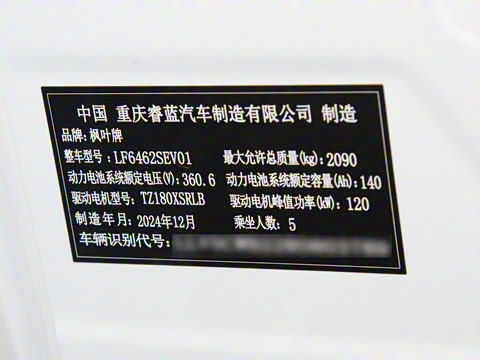 中国 重庆睿蓝汽车制造有限公司 制造
品牌: 枫叶牌
整车型号: LF6462SEV01 最大允许总质量(kg): 2090
动力电池系统额定电压(V): 360.6 动力电池系统额定容量(Ah): 140
驱动电机型号: TZ180XSRLB 驱动电机峰值功率(kW): 120
制造年月: 2024年12月 乘坐人数: 5
车辆识别代号: